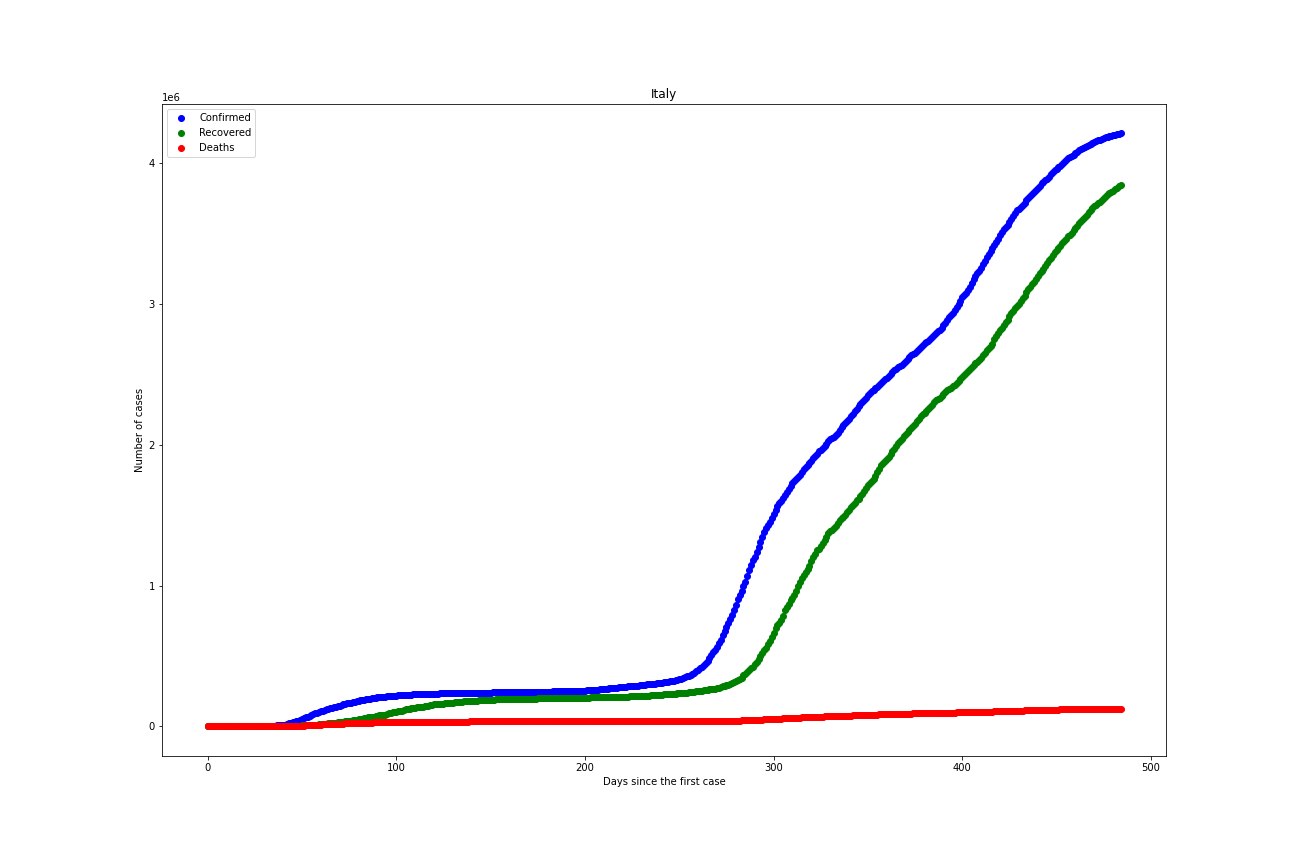 Italy
1e6
Confirmed
Recovered
Deaths
4
3
2
1
0
Number of cases
0 100 200 300 400 500
Days since the first case